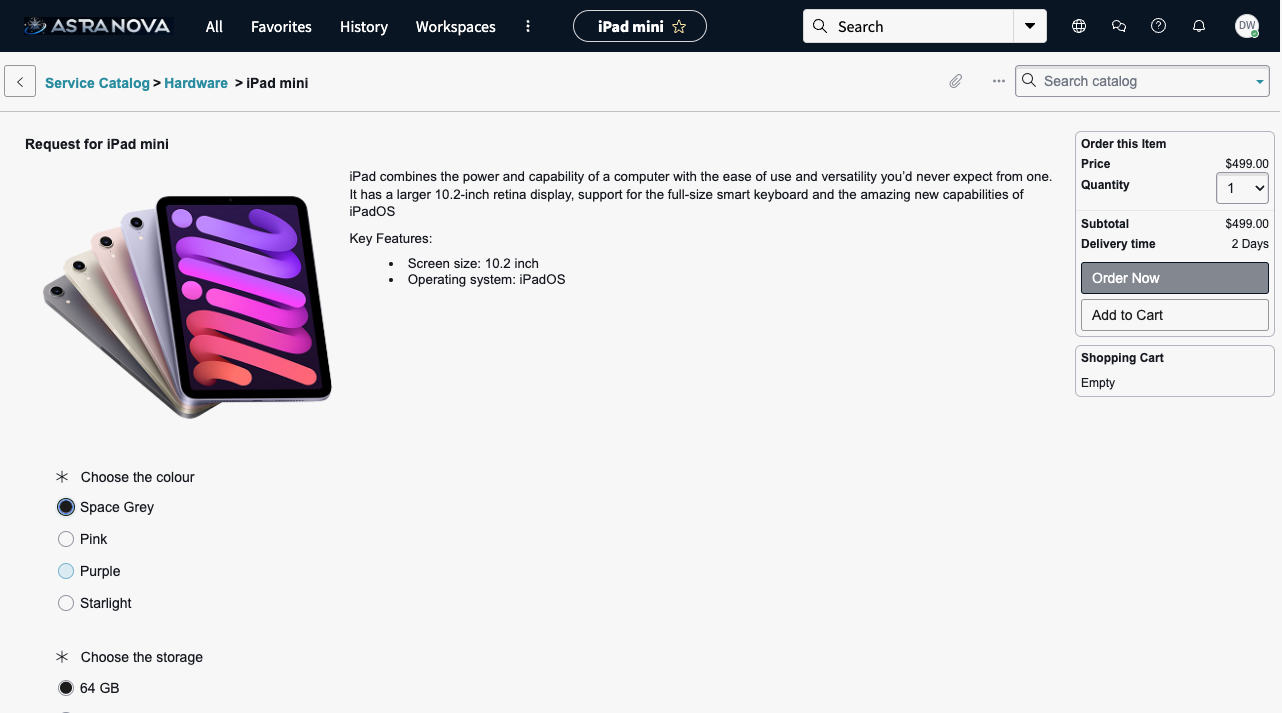 ASTRA NOVA
All
Favorites
History
Workspaces
iPad mini
Search
DW
Service Catalog > Hardware > iPad mini
Search catalog
Request for iPad mini
iPad combines the power and capability of a computer with the ease of use and versatility you’d never expect from one.
It has a larger 10.2-inch retina display, support for the full-size smart keyboard and the amazing new capabilities of
iPadOS
Key Features:
• Screen size: 10.2 inch
• Operating system: iPadOS
Order this Item
Price $499.00
Quantity 1
Subtotal $499.00
Delivery time 2 Days
Order Now
Add to Cart
Shopping Cart
Empty
Choose the colour
Space Grey
Pink
Purple
Starlight
Choose the storage
64 GB